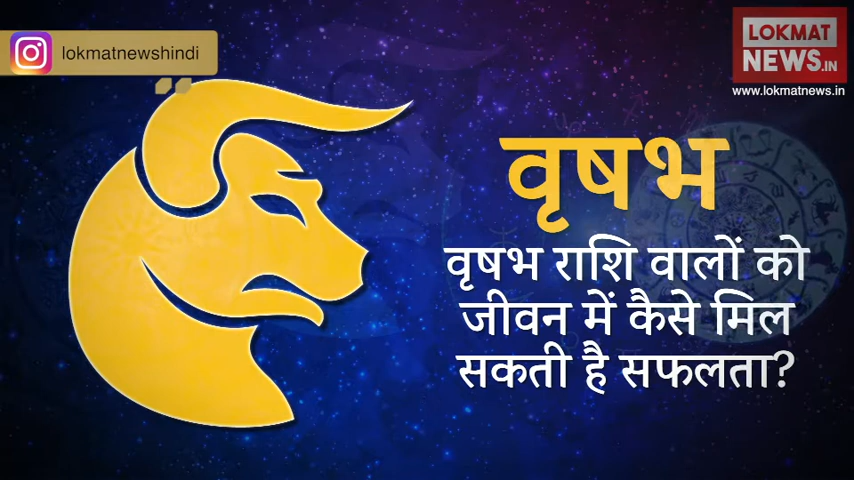 lokmatnewshindi
LOKMAT
NEWS.IN
www.lokmatnews.in
वृषभ
वृषभ राशि वालों को
जीवन में कैसे मिल
सकती है सफलता?